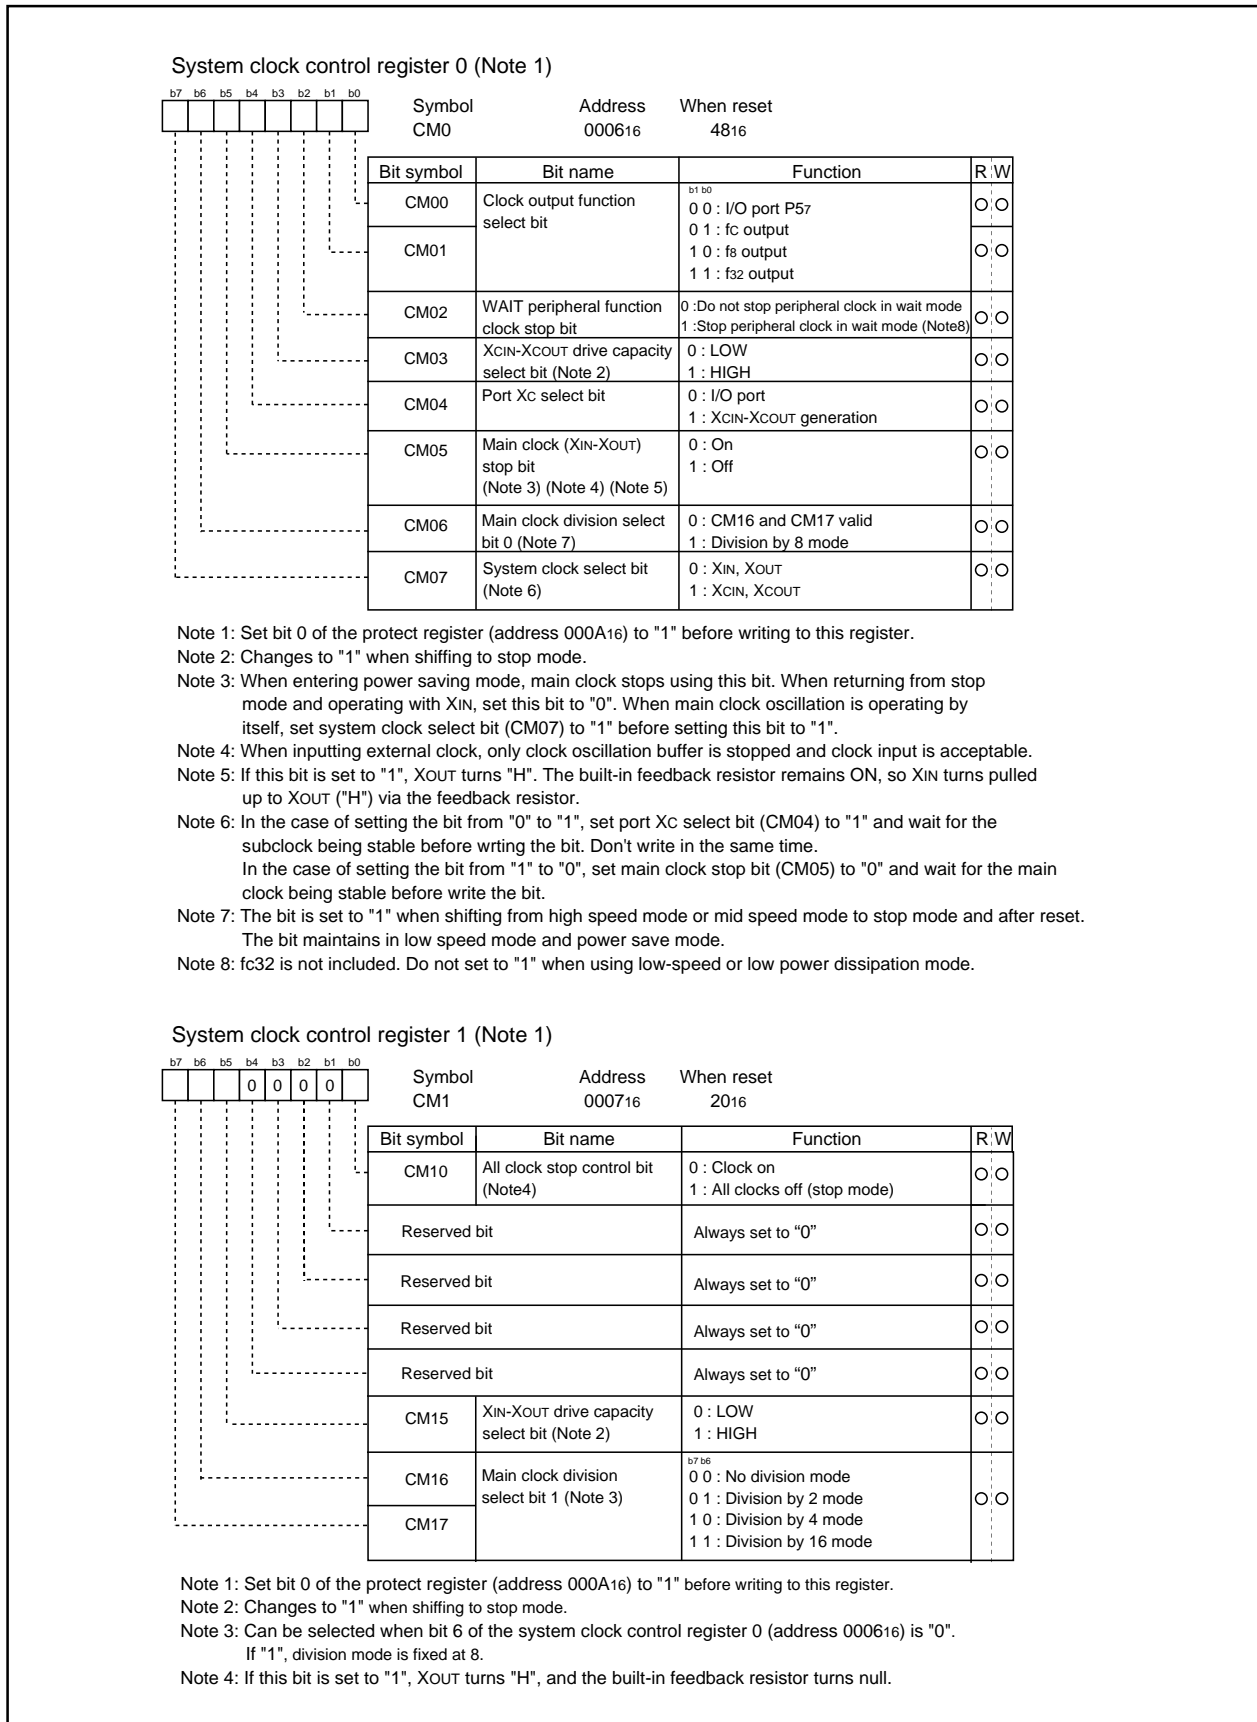 System clock control register 0 (Note 1)
b7 b6 b5 b4 b3 b2 b1 b0
Symbol Address When reset
CM0 000616 4816
Bit symbol Bit name Function R W
CM00 Clock output function select bit
b1 b0
0 0 : I/O port P57
0 1 : fC output
CM01 1 0 : f8 output
1 1 : f32 output
CM02 WAIT peripheral function 0 :Do not stop peripheral clock in wait mode
clock stop bit 1 :Stop peripheral clock in wait mode (Note8)
CM03 XCIN-XCOUT drive capacity 0 : LOW
select bit (Note 2) 1 : HIGH
CM04 Port XC select bit 0 : I/O port
1 : XCIN-XCOUT generation
CM05 Main clock (XIN-XOUT) 0 : On
stop bit 1 : Off
(Note 3) (Note 4) (Note 5)
CM06 Main clock division select 0 : CM16 and CM17 valid
bit 0 (Note 7) 1 : Division by 8 mode
CM07 System clock select bit 0 : XIN, XOUT
(Note 6) 1 : XCIN, XCOUT
Note 1: Set bit 0 of the protect register (address 000A16) to "1" before writing to this register.
Note 2: Changes to "1" when shiffing to stop mode.
Note 3: When entering power saving mode, main clock stops using this bit. When returning from stop
mode and operating with XIN, set this bit to "0". When main clock oscillation is operating by
itself, set system clock select bit (CM07) to "1" before setting this bit to "1".
Note 4: When inputting external clock, only clock oscillation buffer is stopped and clock input is acceptable.
Note 5: If this bit is set to "1", XOUT turns "H". The built-in feedback resistor remains ON, so XIN turns pulled
up to XOUT ("H") via the feedback resistor.
Note 6: In the case of setting the bit from "0" to "1", set port XC select bit (CM04) to "1" and wait for the
subclock being stable before wrting the bit. Don't write in the same time.
In the case of setting the bit from "1" to "0", set main clock stop bit (CM05) to "0" and wait for the main
clock being stable before write the bit.
Note 7: The bit is set to "1" when shifting from high speed mode or mid speed mode to stop mode and after reset.
The bit maintains in low speed mode and power save mode.
Note 8: fc32 is not included. Do not set to "1" when using low-speed or low power dissipation mode.
System clock control register 1 (Note 1)
b7 b6 b5 b4 b3 b2 b1 b0
0 0 0 0
Symbol Address When reset
CM1 000716 2016
Bit symbol Bit name Function R W
CM10 All clock stop control bit 0 : Clock on
(Note4) 1 : All clocks off (stop mode)
Reserved bit Always set to “0”
Reserved bit Always set to “0”
Reserved bit Always set to “0”
Reserved bit Always set to “0”
CM15 XIN-XOUT drive capacity 0 : LOW
select bit (Note 2) 1 : HIGH
b7 b6
CM16 Main clock division 0 0 : No division mode
select bit 1 (Note 3) 0 1 : Division by 2 mode
CM17 1 0 : Division by 4 mode
1 1 : Division by 16 mode
Note 1: Set bit 0 of the protect register (address 000A16) to "1" before writing to this register.
Note 2: Changes to "1" when shiffing to stop mode.
Note 3: Can be selected when bit 6 of the system clock control register 0 (address 000616) is "0".
If "1", division mode is fixed at 8.
Note 4: If this bit is set to "1", XOUT turns "H", and the built-in feedback resistor turns null.